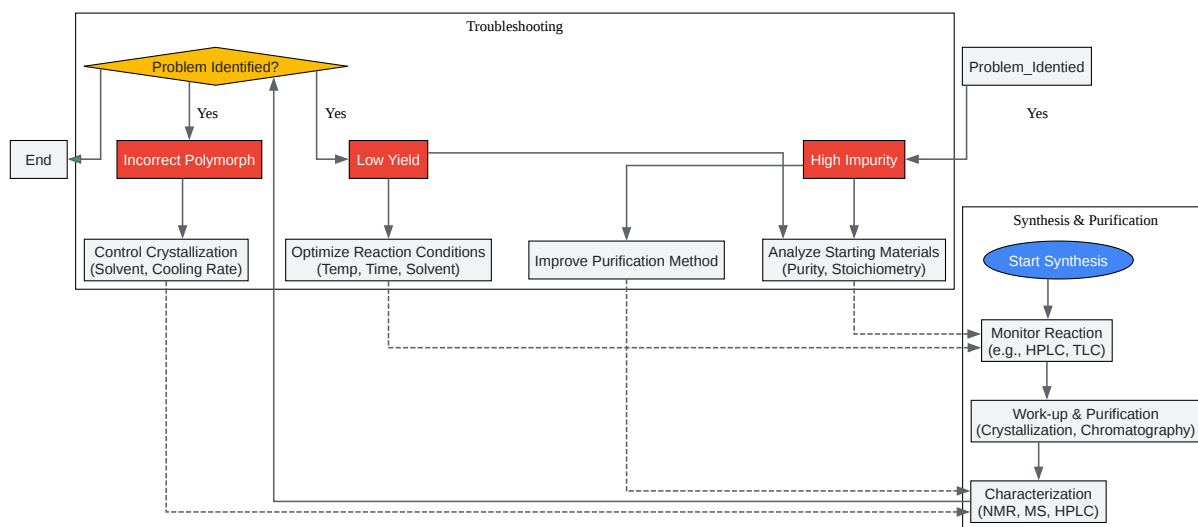 Troubleshooting
Problem Identified?
Problem_Identied
Yes
Yes
Yes
End
Incorrect Polymorph
Low Yield
High Impurity
Synthesis & Purification
Control Crystallization
(Solvent, Cooling Rate)
Optimize Reaction Conditions
(Temp, Time, Solvent)
Improve Purification Method
Analyze Starting Materials
(Purity, Stoichiometry)
Start Synthesis
Monitor Reaction
(e.g., HPLC, TLC)
Work-up & Purification
(Crystallization, Chromatography)
Characterization
(NMR, MS, HPLC)